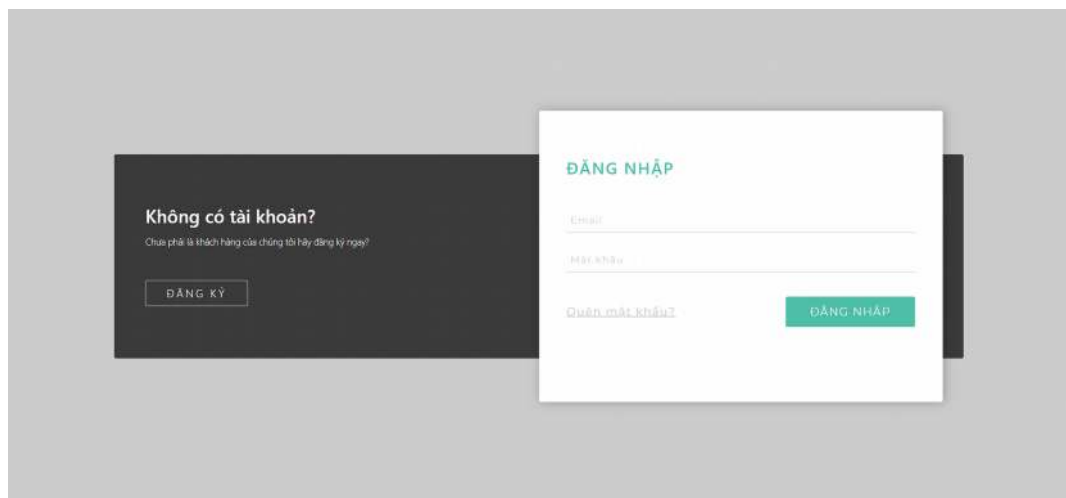 Không có tài khoản?
Chưa phải là khách hàng của chúng tôi hãy đăng ký ngay?
ĐĂNG KÝ
ĐĂNG NHẬP
Email
Mật khẩu
Quên mật khẩu?
ĐĂNG NHẬP